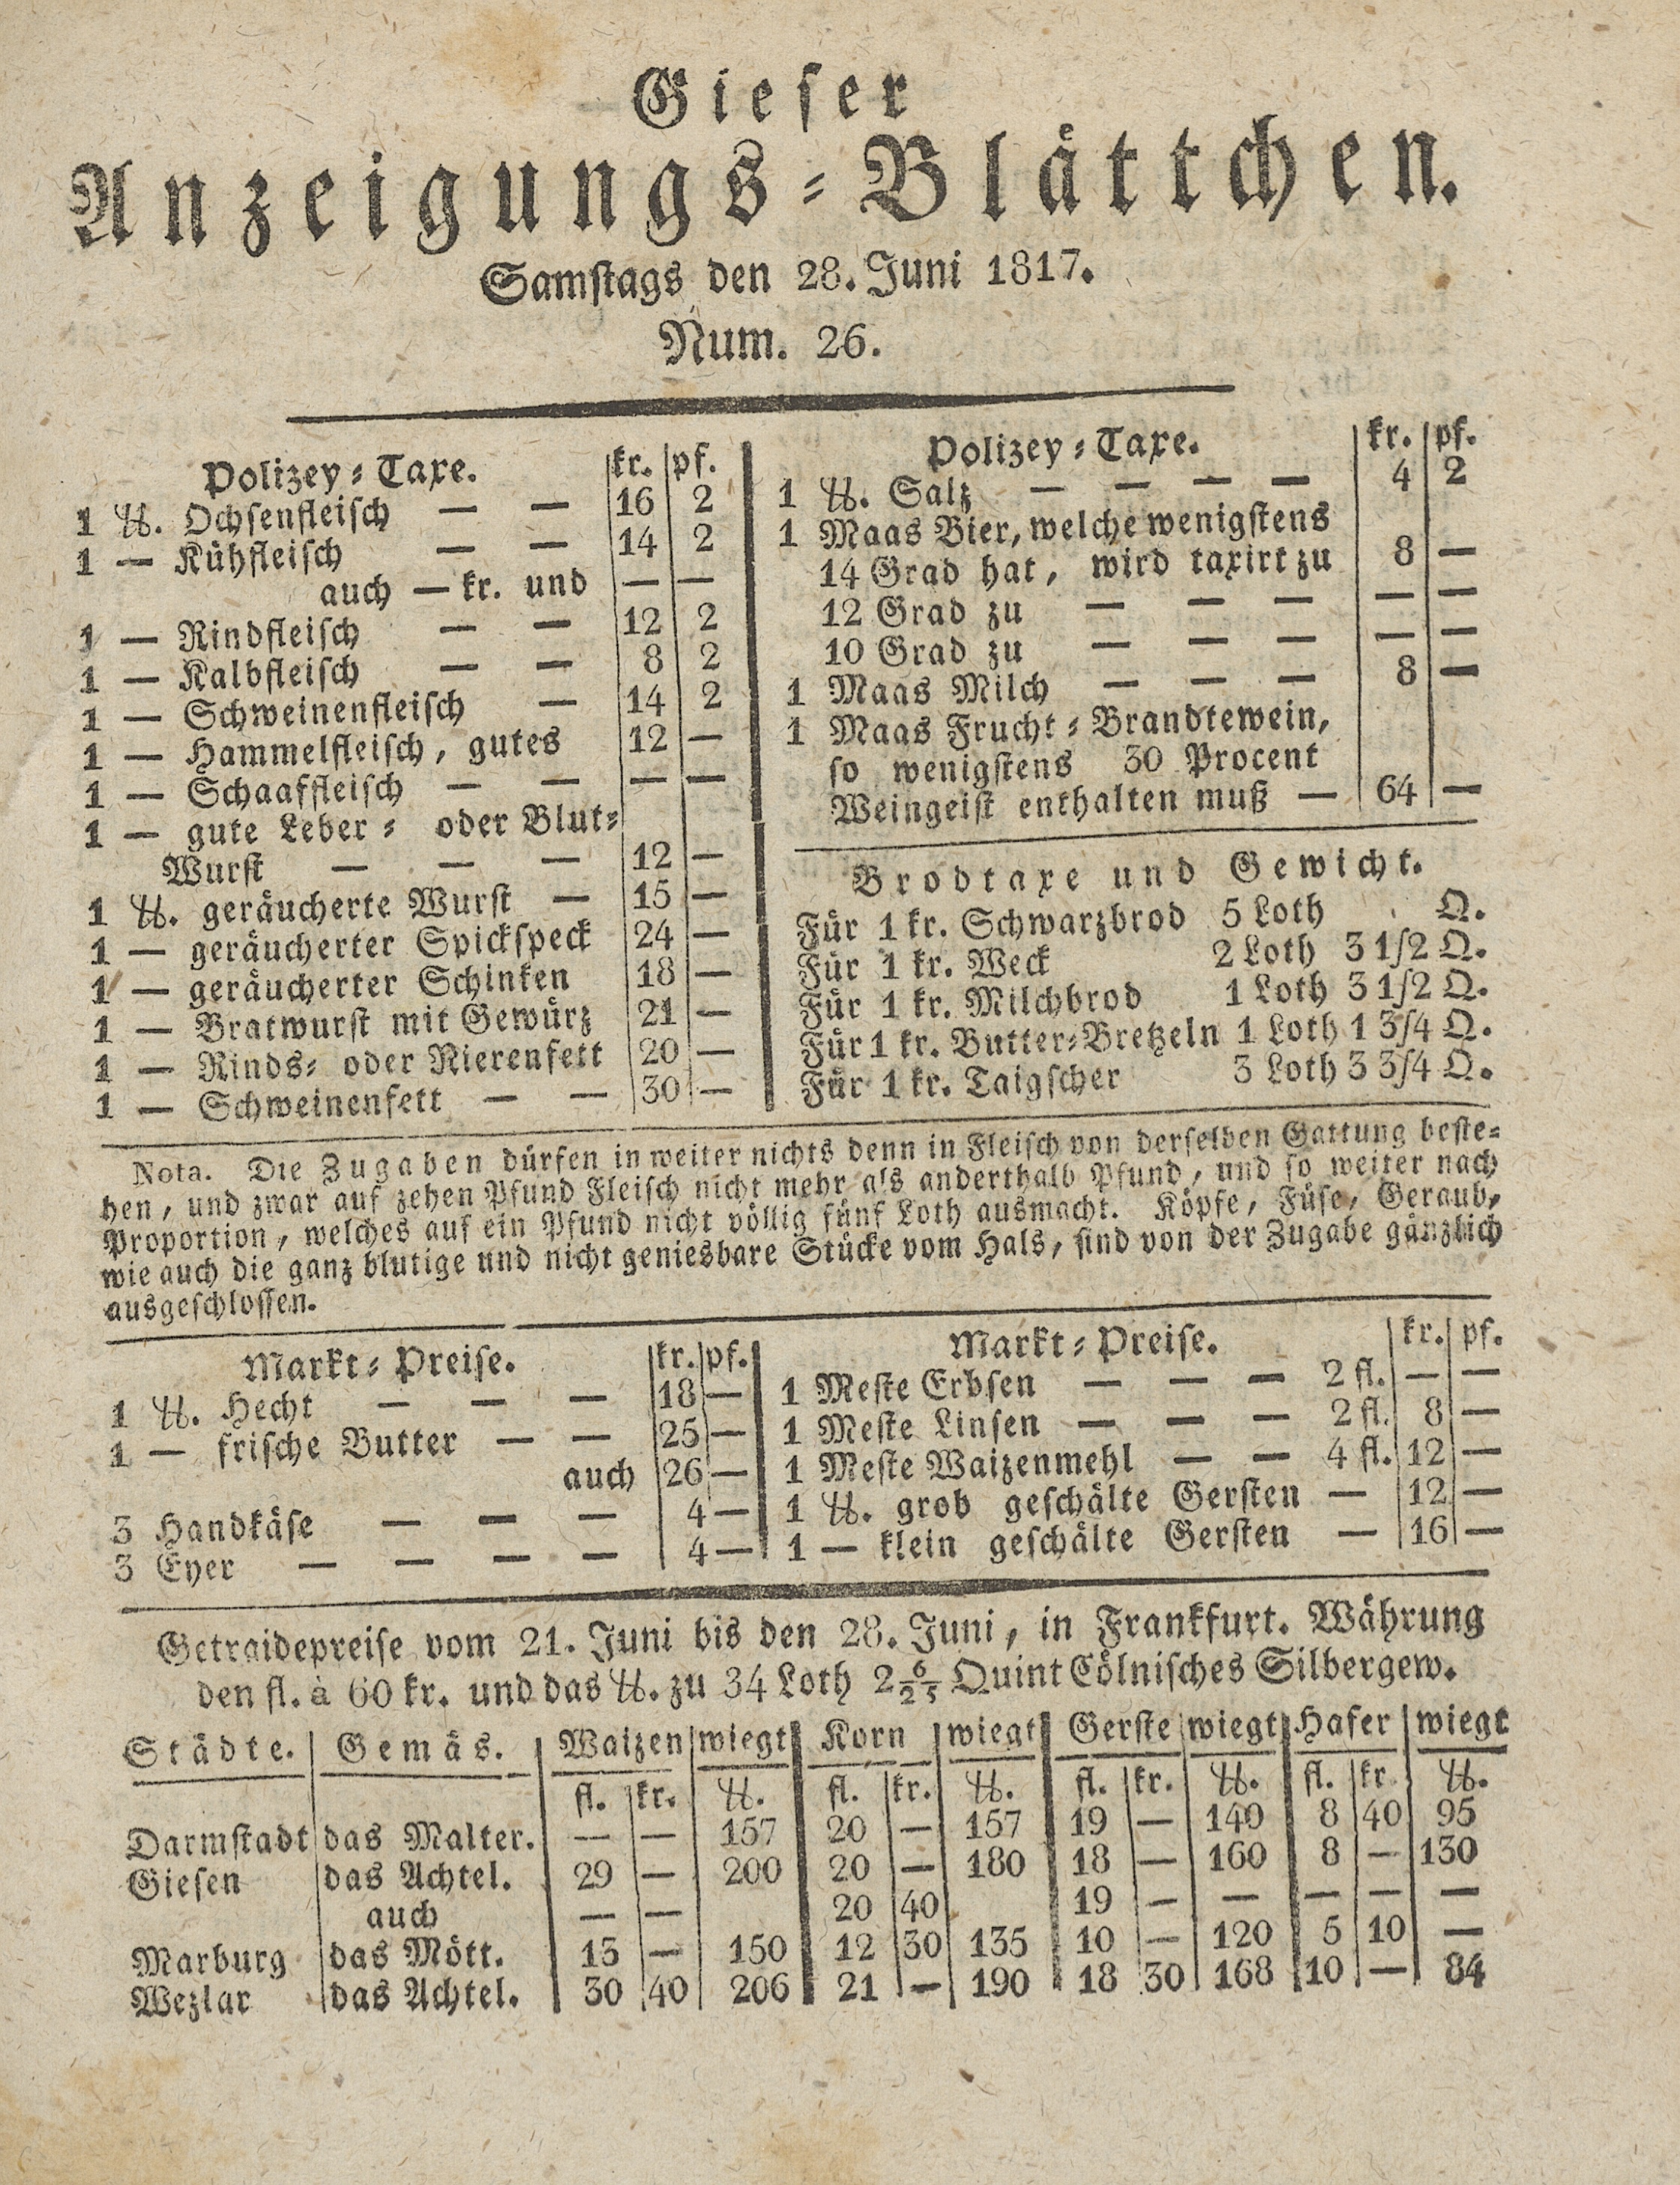 Gieser
Anzeigungs-Blättchen.
Samstags den 28. Juni 1817.
Num. 26.
Polizey-Taxe. kr. pf.
1 ℔. Ochsenfleisch — — 16 2
1 — Kühfleisch — — 14 2
auch — kr. und — —
1 — Rindfleisch — — 12 2
1 — Kalbfleisch — — 8 2
1 — Schweinenfleisch — 14 2
1 — Hammelfleisch, gutes 12 —
1 — Schaaffleisch — — — —
1 — gute Leber- oder Blut-
Wurst — — — 12 —
1 ℔. geräucherte Wurst — 15 —
1 — geräucherter Spickspeck 24 —
1 — geräucherter Schinken 18 —
1 — Bratwurst mit Gewürz 21 —
1 — Rinds- oder Nierenfett 20 —
1 — Schweinenfett — — 30 —
Polizey-Taxe. kr. pf.
1 ℔. Salz — — — — 4 2
1 Maas Bier, welche wenigstens
14 Grad hat, wird taxirt zu 8 —
12 Grad zu — — — — —
10 Grad zu — — — — —
1 Maas Milch — — — 8 —
1 Maas Frucht-Brandtewein,
so wenigstens 30 Procent
Weingeist enthalten muß — 64 —
Brodtaxe und Gewicht.
Für 1 kr. Schwarzbrod 5 Loth Q.
Für 1 kr. Weck 2 Loth 3 1/2 Q.
Für 1 kr. Milchbrod 1 Loth 3 1/2 Q.
Für 1 kr. Butter-Bretzeln 1 Loth 1 3/4 Q.
Für 1 kr. Taigscher 3 Loth 3 3/4 Q.
Nota. Die Zugaben dürfen in weiter nichts denn in Fleisch von derselben Gattung beste-
hen, und zwar auf zehen Pfund Fleisch nicht mehr als anderthalb Pfund, und so weiter nach
Proportion, welches auf ein Pfund nicht völlig fünf Loth ausmacht. Köpfe, Füse, Geraub,
wie auch die ganz blutige und nicht geniesbare Stücke vom Hals, sind von der Zugabe gänzlich
ausgeschlossen.
Markt-Preise. kr. pf.
1 ℔. Hecht — — — 18 —
1 — frische Butter — — 25 —
auch 26 —
3 Handkäse — — — 4 —
3 Eyer — — — — 4 —
Markt-Preise. kr. pf.
1 Meste Erbsen — — — 2 fl. — —
1 Meste Linsen — — — 2 fl. 8 —
1 Meste Waizenmehl — — 4 fl. 12 —
1 ℔. grob geschälte Gersten — 12 —
1 — klein geschälte Gersten — 16 —
Getraidepreise vom 21. Juni bis den 28. Juni, in Frankfurt. Währung
den fl. à 60 kr. und das ℔. zu 34 Loth 2 6/25 Quint Cölnisches Silbergew.
Städte. Gemäs. Waizen wiegt Korn wiegt Gerste wiegt Hafer wiegt
fl. kr. ℔. fl. kr. ℔. fl. kr. ℔. fl. kr. ℔.
Darmstadt das Malter. — — 157 20 — 157 19 — 140 8 40 95
Giesen das Achtel. 29 — 200 20 — 180 18 — 160 8 — 130
auch — — 20 40 19 — — — — —
Marburg das Mött. 13 — 150 12 30 135 10 — 120 5 10 —
Wezlar das Achtel. 30 40 206 21 — 190 18 30 168 10 — 84